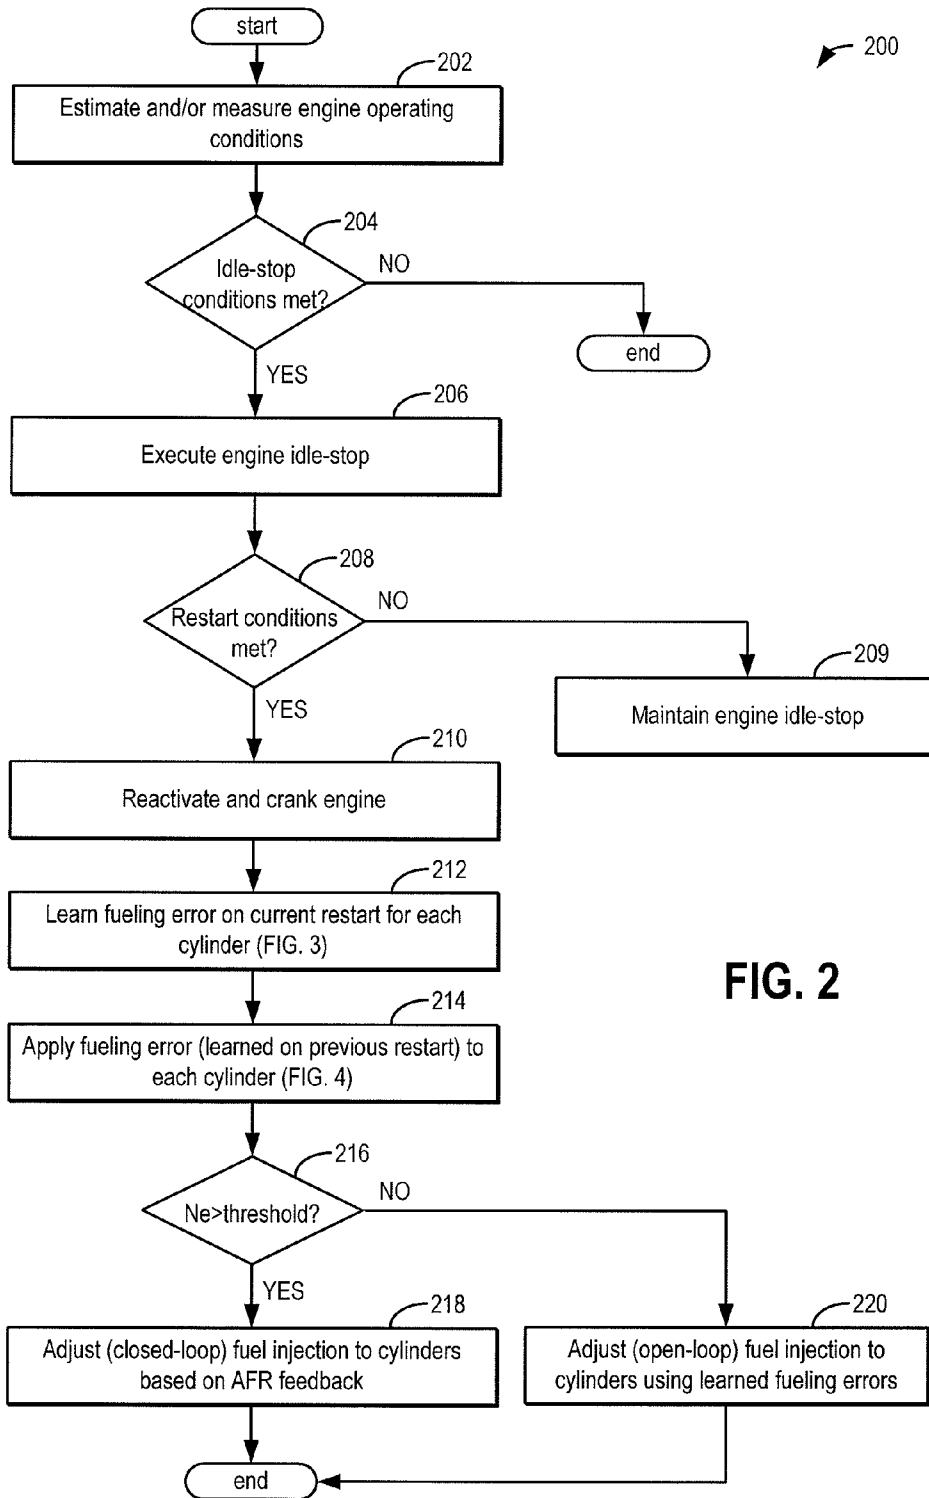 start
200
202
Estimate and/or measure engine operating
conditions
204
Idle-stop
conditions met?
NO
end
YES
206
Execute engine idle-stop
208
Restart conditions
met?
NO
209
Maintain engine idle-stop
YES
210
Reactivate and crank engine
212
Learn fueling error on current restart for each
cylinder (FIG. 3)
FIG. 2
214
Apply fueling error (learned on previous restart) to
each cylinder (FIG. 4)
216
Ne>threshold?
NO
YES
218
Adjust (closed-loop) fuel injection to cylinders
based on AFR feedback
220
Adjust (open-loop) fuel injection to
cylinders using learned fueling errors
end